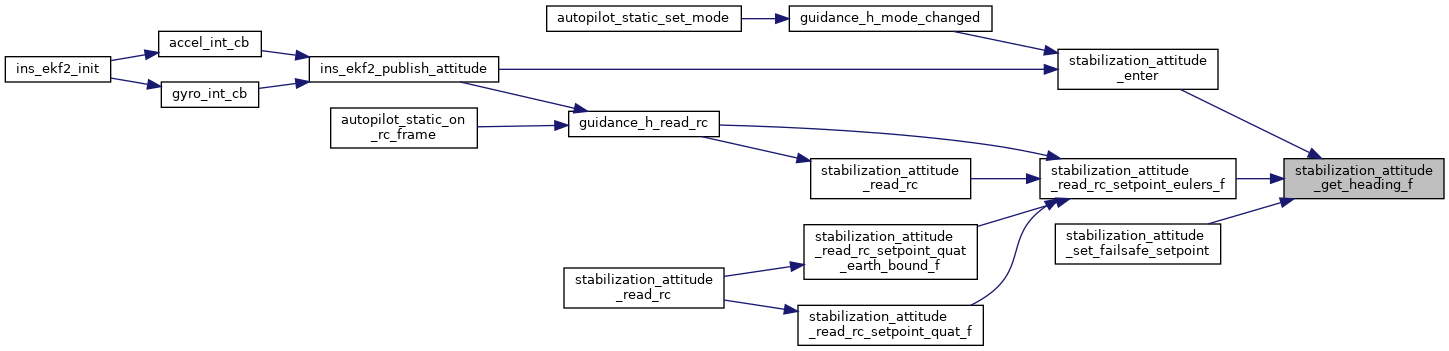 autopilot_static_set_mode
guidance_h_mode_changed
accel_int_cb
ins_ekf2_init
ins_ekf2_publish_attitude
stabilization_attitude
_enter
gyro_int_cb
autopilot_static_on
_rc_frame
guidance_h_read_rc
stabilization_attitude
_read_rc
stabilization_attitude
_read_rc_setpoint_eulers_f
stabilization_attitude
_get_heading_f
stabilization_attitude
_read_rc_setpoint_quat
_earth_bound_f
stabilization_attitude
_set_failsafe_setpoint
stabilization_attitude
_read_rc
stabilization_attitude
_read_rc_setpoint_quat_f